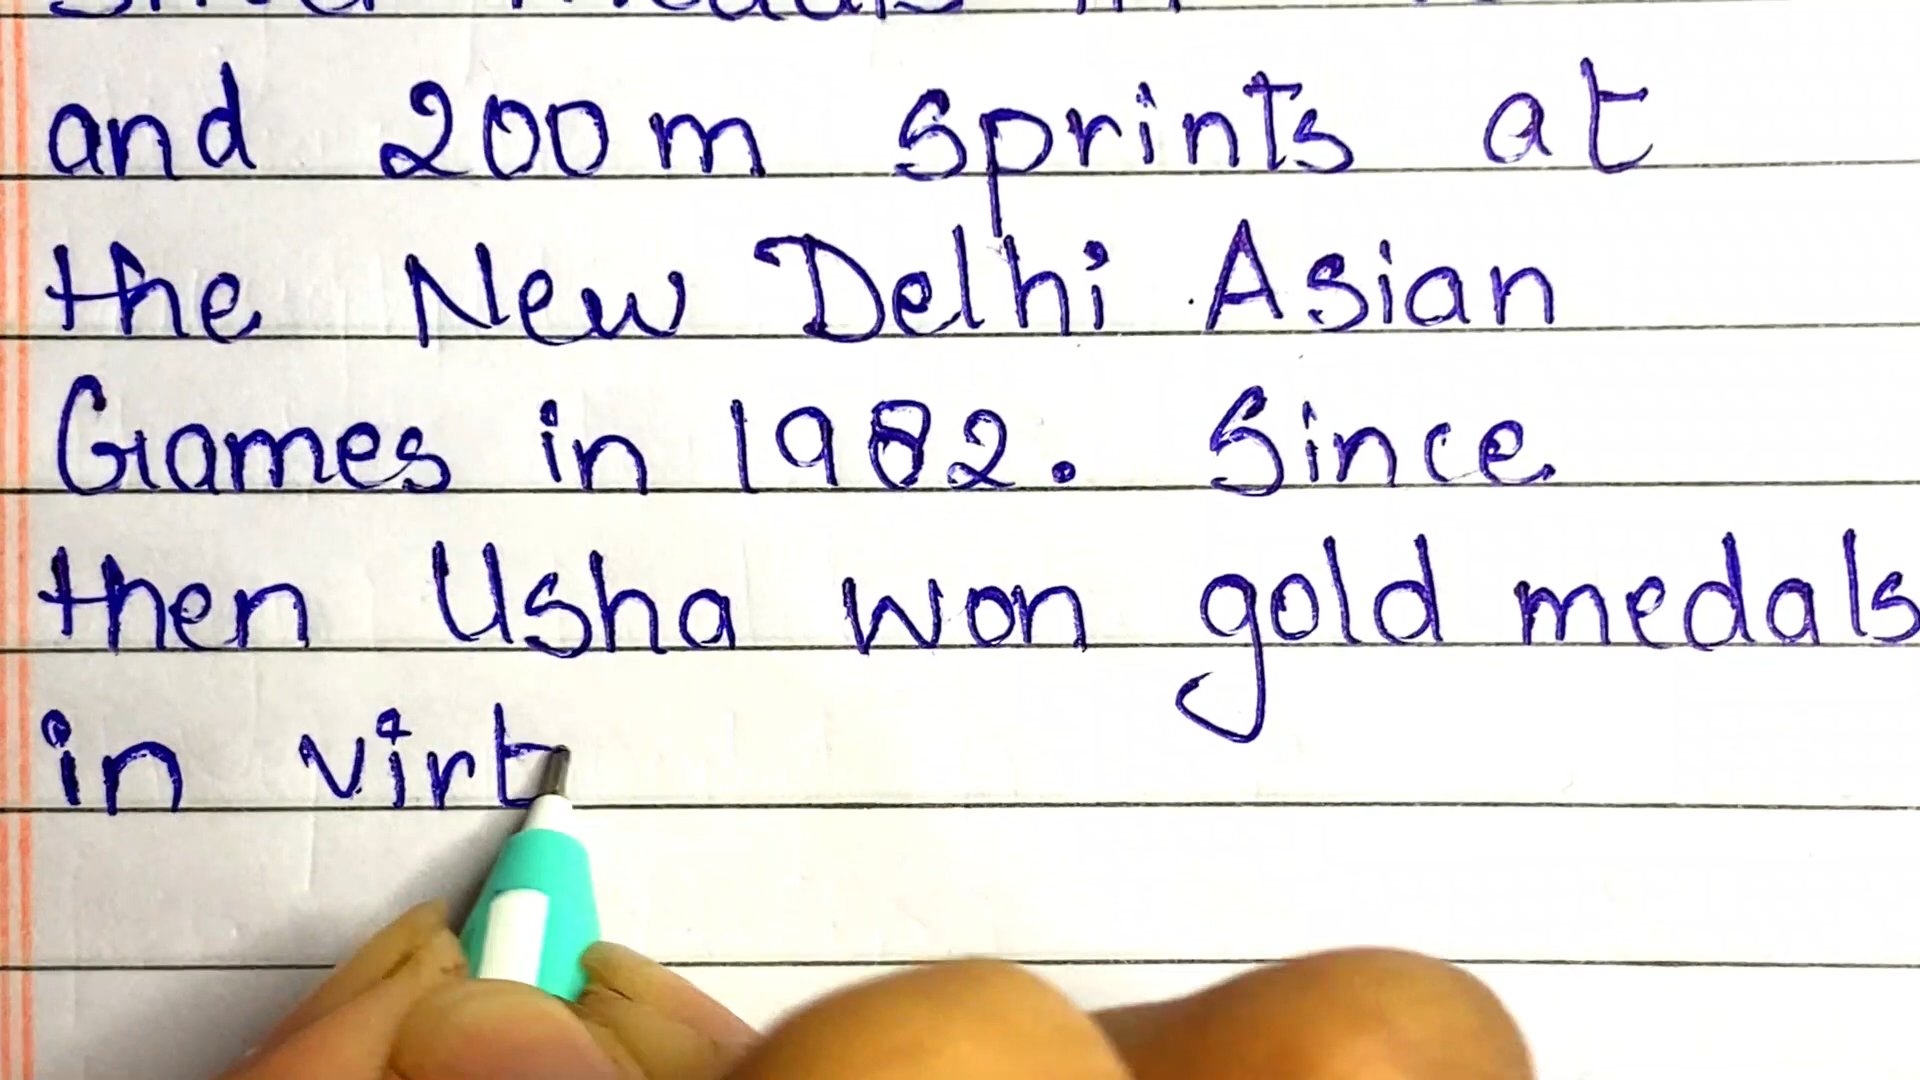 and 200m sprints at
the New Delhi Asian
Games in 1982. Since
then Usha won gold medals
in virt